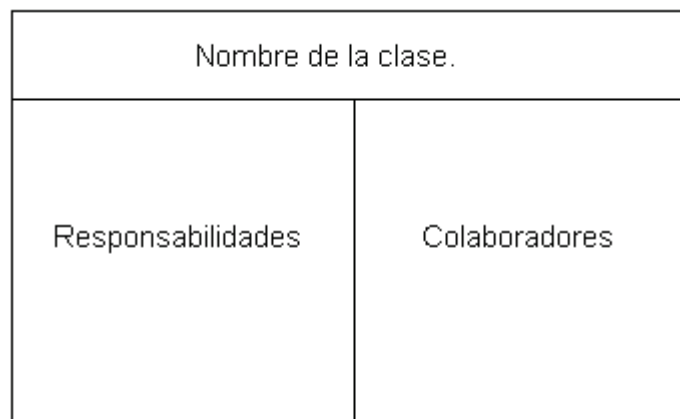 Nombre de la clase.
Responsabilidades
Colaboradores